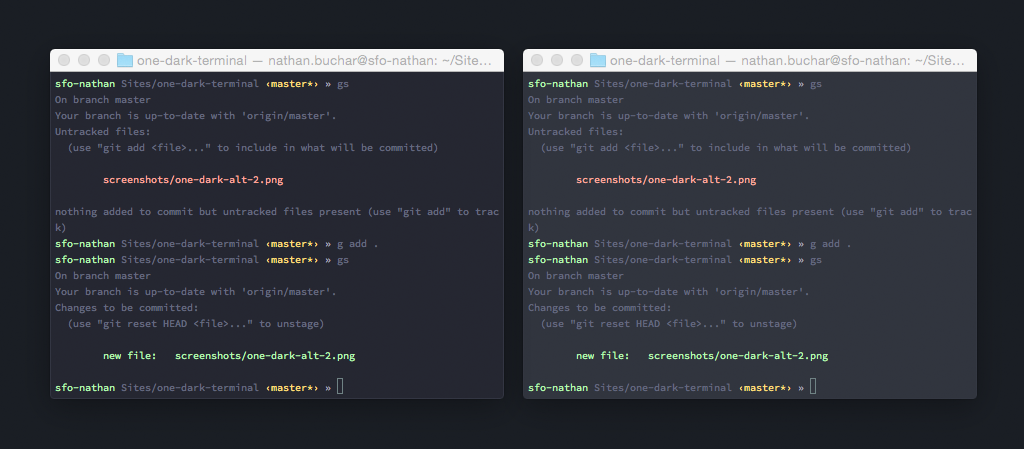 one-dark-terminal — nathan.buchar@sfo-nathan: ~/Site...
sfo-nathan Sites/one-dark-terminal ‹master*› » gs
On branch master
Your branch is up-to-date with 'origin/master'.
Untracked files:
  (use "git add <file>..." to include in what will be committed)
        screenshots/one-dark-alt-2.png
nothing added to commit but untracked files present (use "git add" to trac
k)
sfo-nathan Sites/one-dark-terminal ‹master*› » g add .
sfo-nathan Sites/one-dark-terminal ‹master*› » gs
On branch master
Your branch is up-to-date with 'origin/master'.
Changes to be committed:
  (use "git reset HEAD <file>..." to unstage)
        new file:   screenshots/one-dark-alt-2.png
sfo-nathan Sites/one-dark-terminal ‹master*› »
one-dark-terminal — nathan.buchar@sfo-nathan: ~/Site...
sfo-nathan Sites/one-dark-terminal ‹master*› » gs
On branch master
Your branch is up-to-date with 'origin/master'.
Untracked files:
  (use "git add <file>..." to include in what will be committed)
        screenshots/one-dark-alt-2.png
nothing added to commit but untracked files present (use "git add" to trac
k)
sfo-nathan Sites/one-dark-terminal ‹master*› » g add .
sfo-nathan Sites/one-dark-terminal ‹master*› » gs
On branch master
Your branch is up-to-date with 'origin/master'.
Changes to be committed:
  (use "git reset HEAD <file>..." to unstage)
        new file:   screenshots/one-dark-alt-2.png
sfo-nathan Sites/one-dark-terminal ‹master*› »